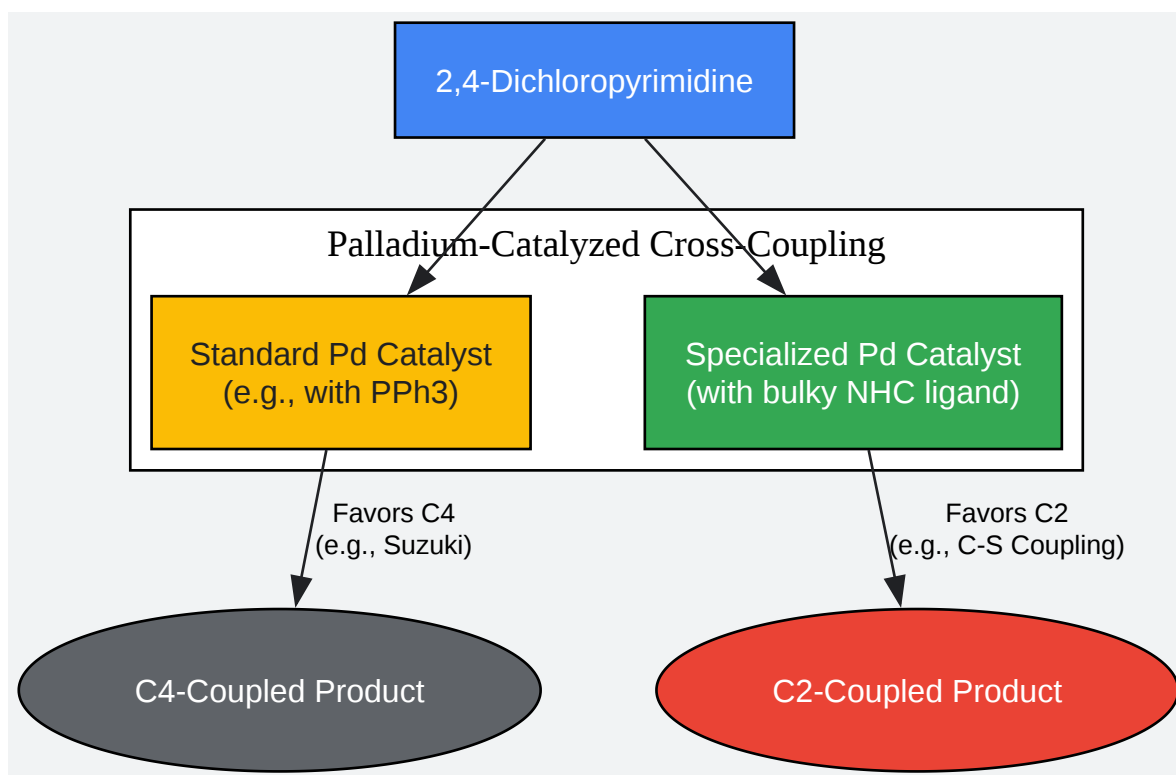 2,4-Dichloropyrimidine
Palladium-Catalyzed Cross-Coupling
Standard Pd Catalyst
(e.g., with PPh3)
Specialized Pd Catalyst
(with bulky NHC ligand)
Favors C4
(e.g., Suzuki)
Favors C2
(e.g., C-S Coupling)
C4-Coupled Product
C2-Coupled Product